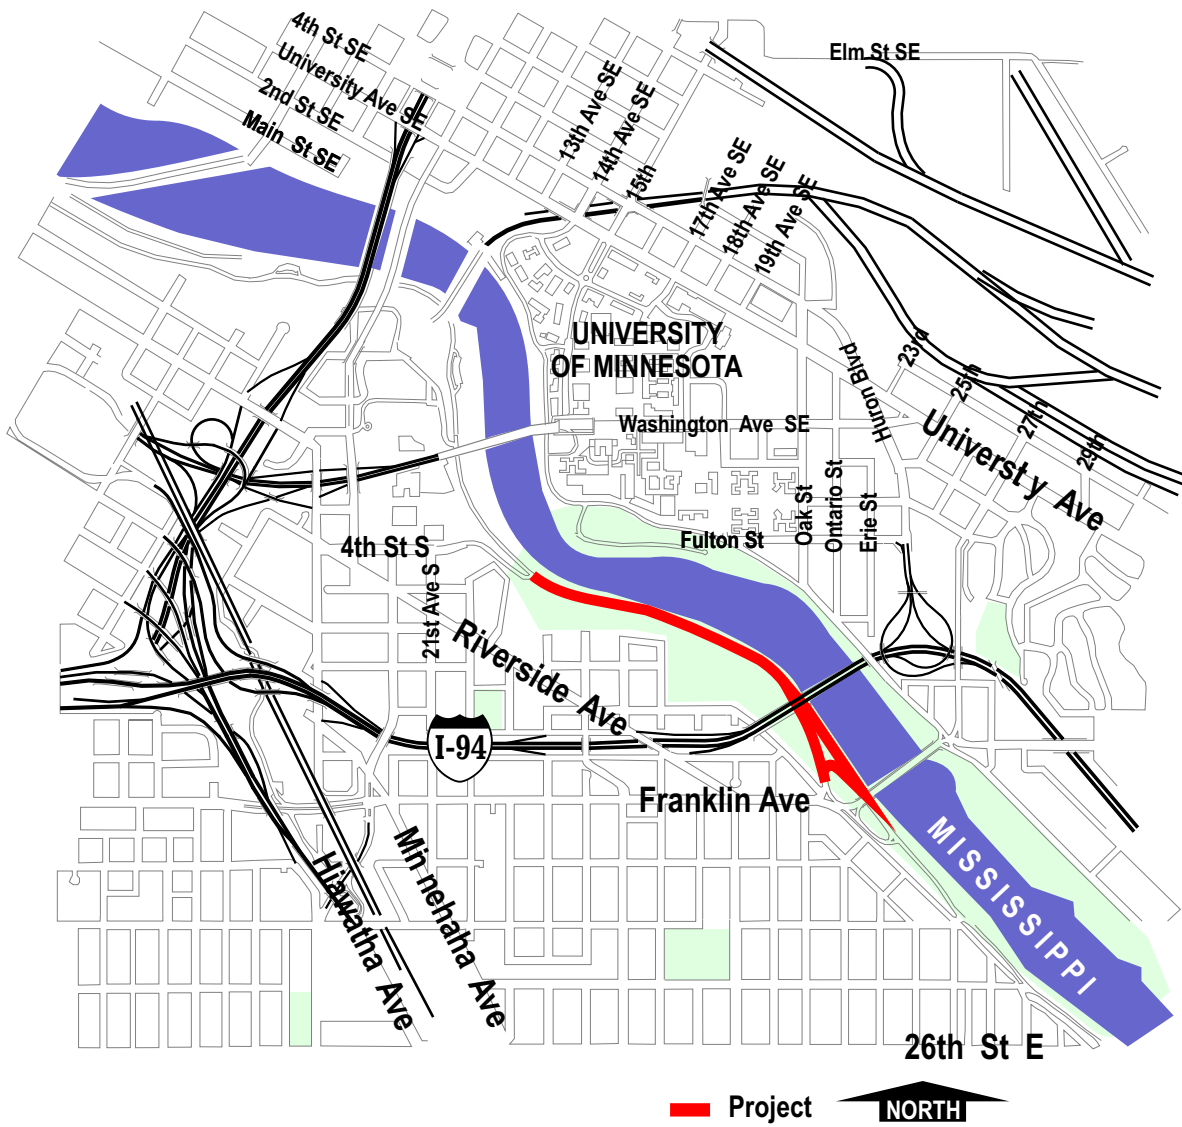 4th St SE
Elm St SE
University Ave SE
2nd St SE
Main St SE
13th Ave SE
14th Ave SE
15th
17th Ave SE
18th Ave SE
19th Ave SE
UNIVERSITY
OF MINNESOTA
Huron Blvd
23rd
25th
27th
29th
Washington Ave SE
Universt y Ave
Oak St
Ontario St
Erie St
Fulton St
4th St S
21st Ave S
Riverside Ave
I-94
Franklin Ave
MISSISSIPPI
Hiawatha Ave
Min nehaha Ave
26th St E
Project
NORTH